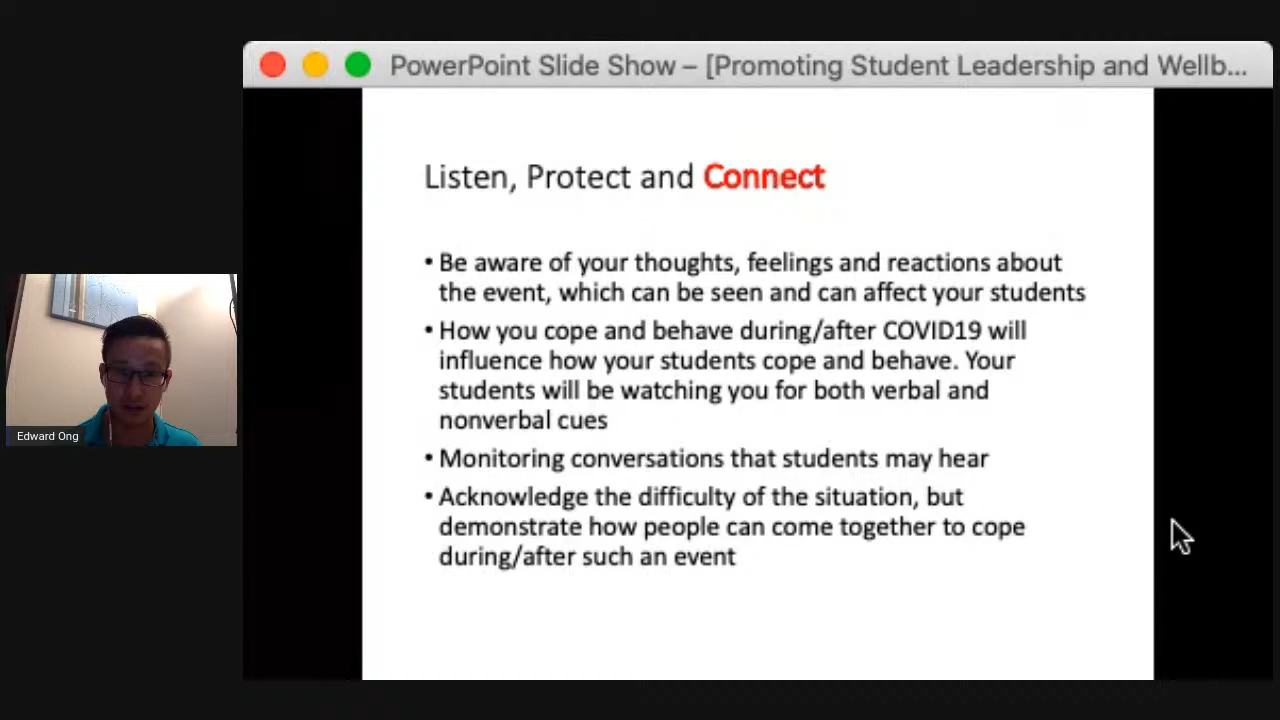 PowerPoint Slide Show – [Promoting Student Leadership and Wellb...
Listen, Protect and Connect
• Be aware of your thoughts, feelings and reactions about
the event, which can be seen and can affect your students
• How you cope and behave during/after COVID19 will
influence how your students cope and behave. Your
students will be watching you for both verbal and
nonverbal cues
• Monitoring conversations that students may hear
• Acknowledge the difficulty of the situation, but
demonstrate how people can come together to cope
during/after such an event
Edward Ong